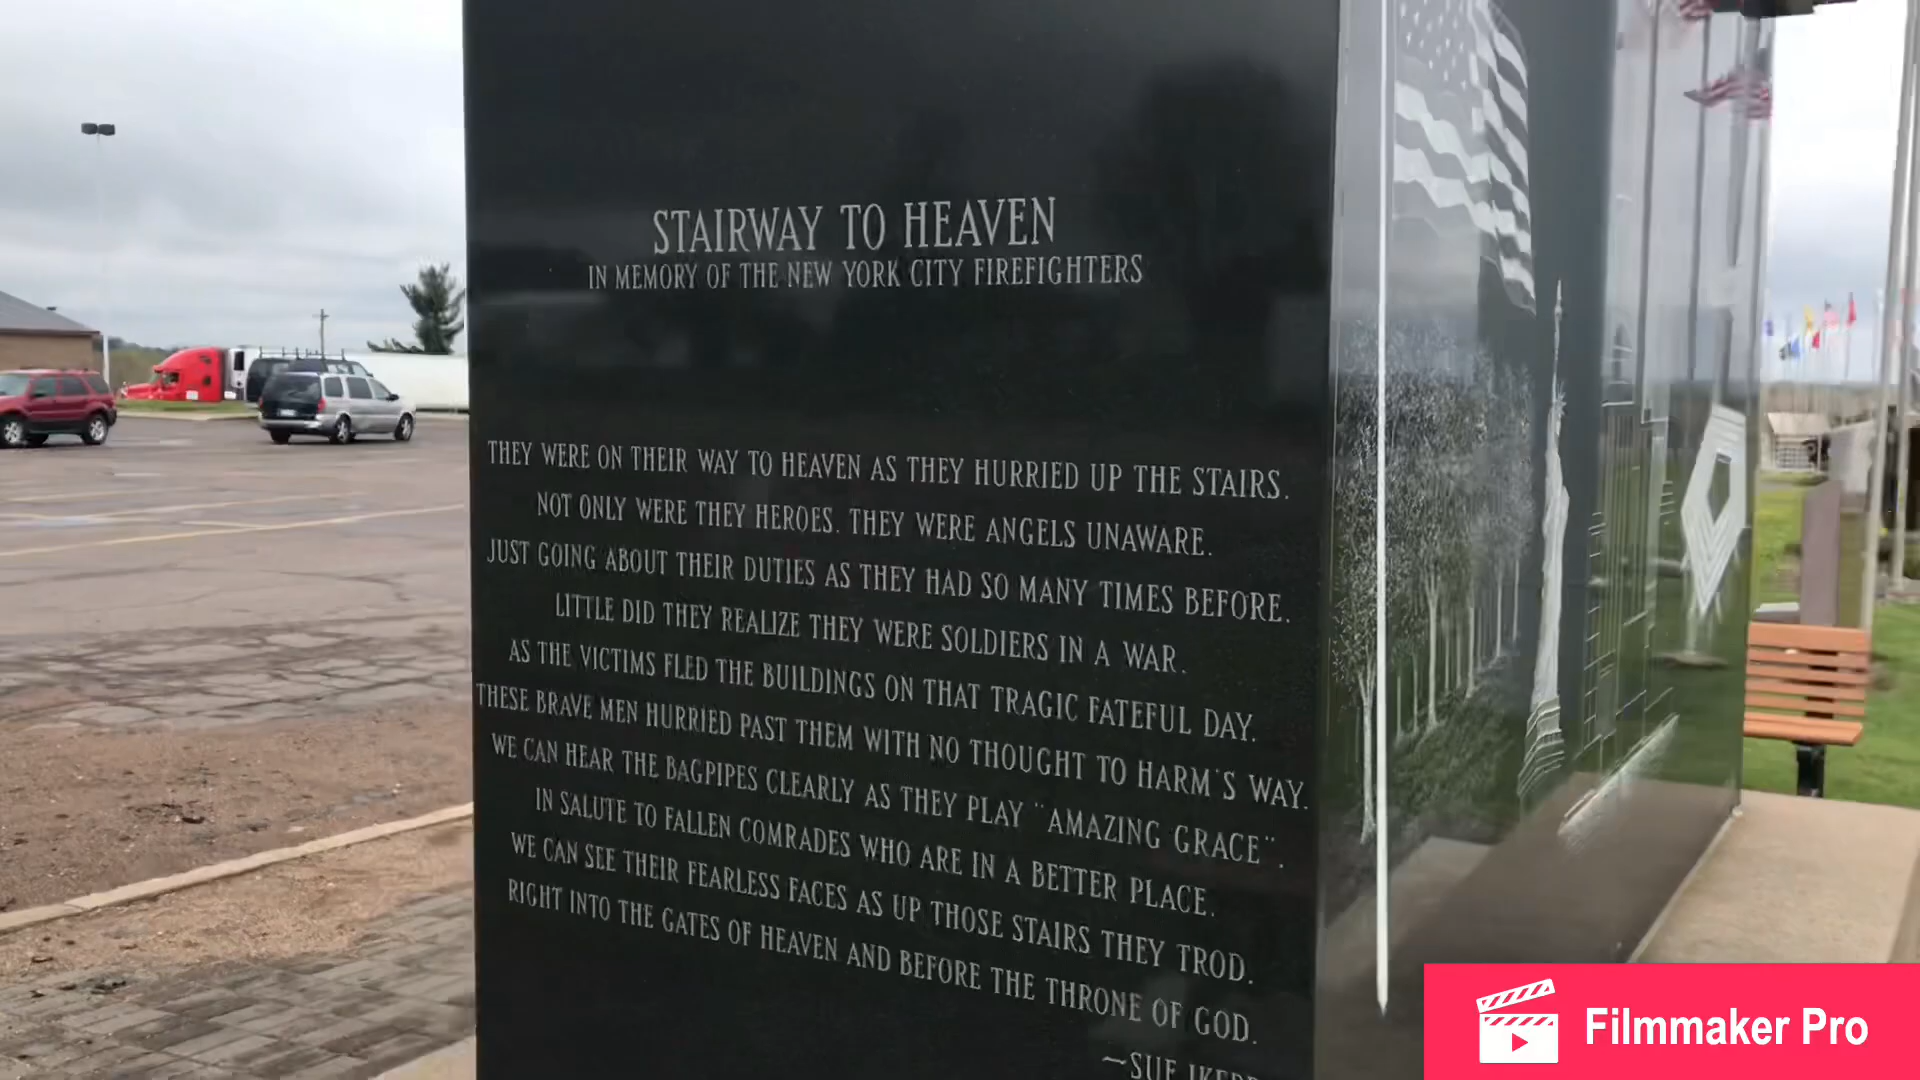 STAIRWAY TO HEAVEN
IN MEMORY OF THE NEW YORK CITY FIREFIGHTERS
THEY WERE ON THEIR WAY TO HEAVEN AS THEY HURRIED UP THE STAIRS.
NOT ONLY WERE THEY HEROES. THEY WERE ANGELS UNAWARE.
JUST GOING ABOUT THEIR DUTIES AS THEY HAD SO MANY TIMES BEFORE.
LITTLE DID THEY REALIZE THEY WERE SOLDIERS IN A WAR.
AS THE VICTIMS FLED THE BUILDINGS ON THAT TRAGIC FATEFUL DAY.
THESE BRAVE MEN HURRIED PAST THEM WITH NO THOUGHT TO HARM'S WAY.
WE CAN HEAR THE BAGPIPES CLEARLY AS THEY PLAY "AMAZING GRACE".
IN SALUTE TO FALLEN COMRADES WHO ARE IN A BETTER PLACE.
WE CAN SEE THEIR FEARLESS FACES AS UP THOSE STAIRS THEY TROD.
RIGHT INTO THE GATES OF HEAVEN AND BEFORE THE THRONE OF GOD.
~SUE
Filmmaker Pro